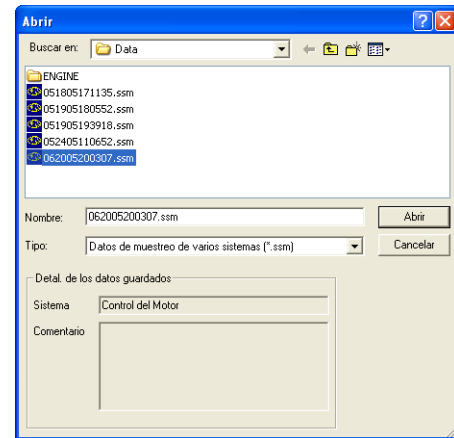 Abrir
Buscar en: Data
ENGINE
051805171135.ssm
051905180552.ssm
051905193918.ssm
052405110652.ssm
062005200307.ssm
Nombre: 062005200307.ssm Abrir
Tipo: Datos de muestreo de varios sistemas (*.ssm) Cancelar
Detal. de los datos guardados
Sistema Control del Motor
Comentario